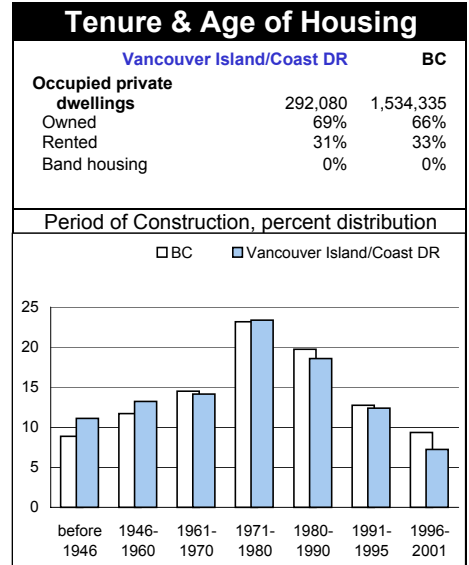 Tenure & Age of Housing
Vancouver Island/Coast DR BC
Occupied private
dwellings 292,080 1,534,335
Owned 69% 66%
Rented 31% 33%
Band housing 0% 0%
Period of Construction, percent distribution
BC Vancouver Island/Coast DR
25
20
15
10
5
0
before 1946- 1961- 1971- 1980- 1991- 1996-
1946 1960 1970 1980 1990 1995 2001